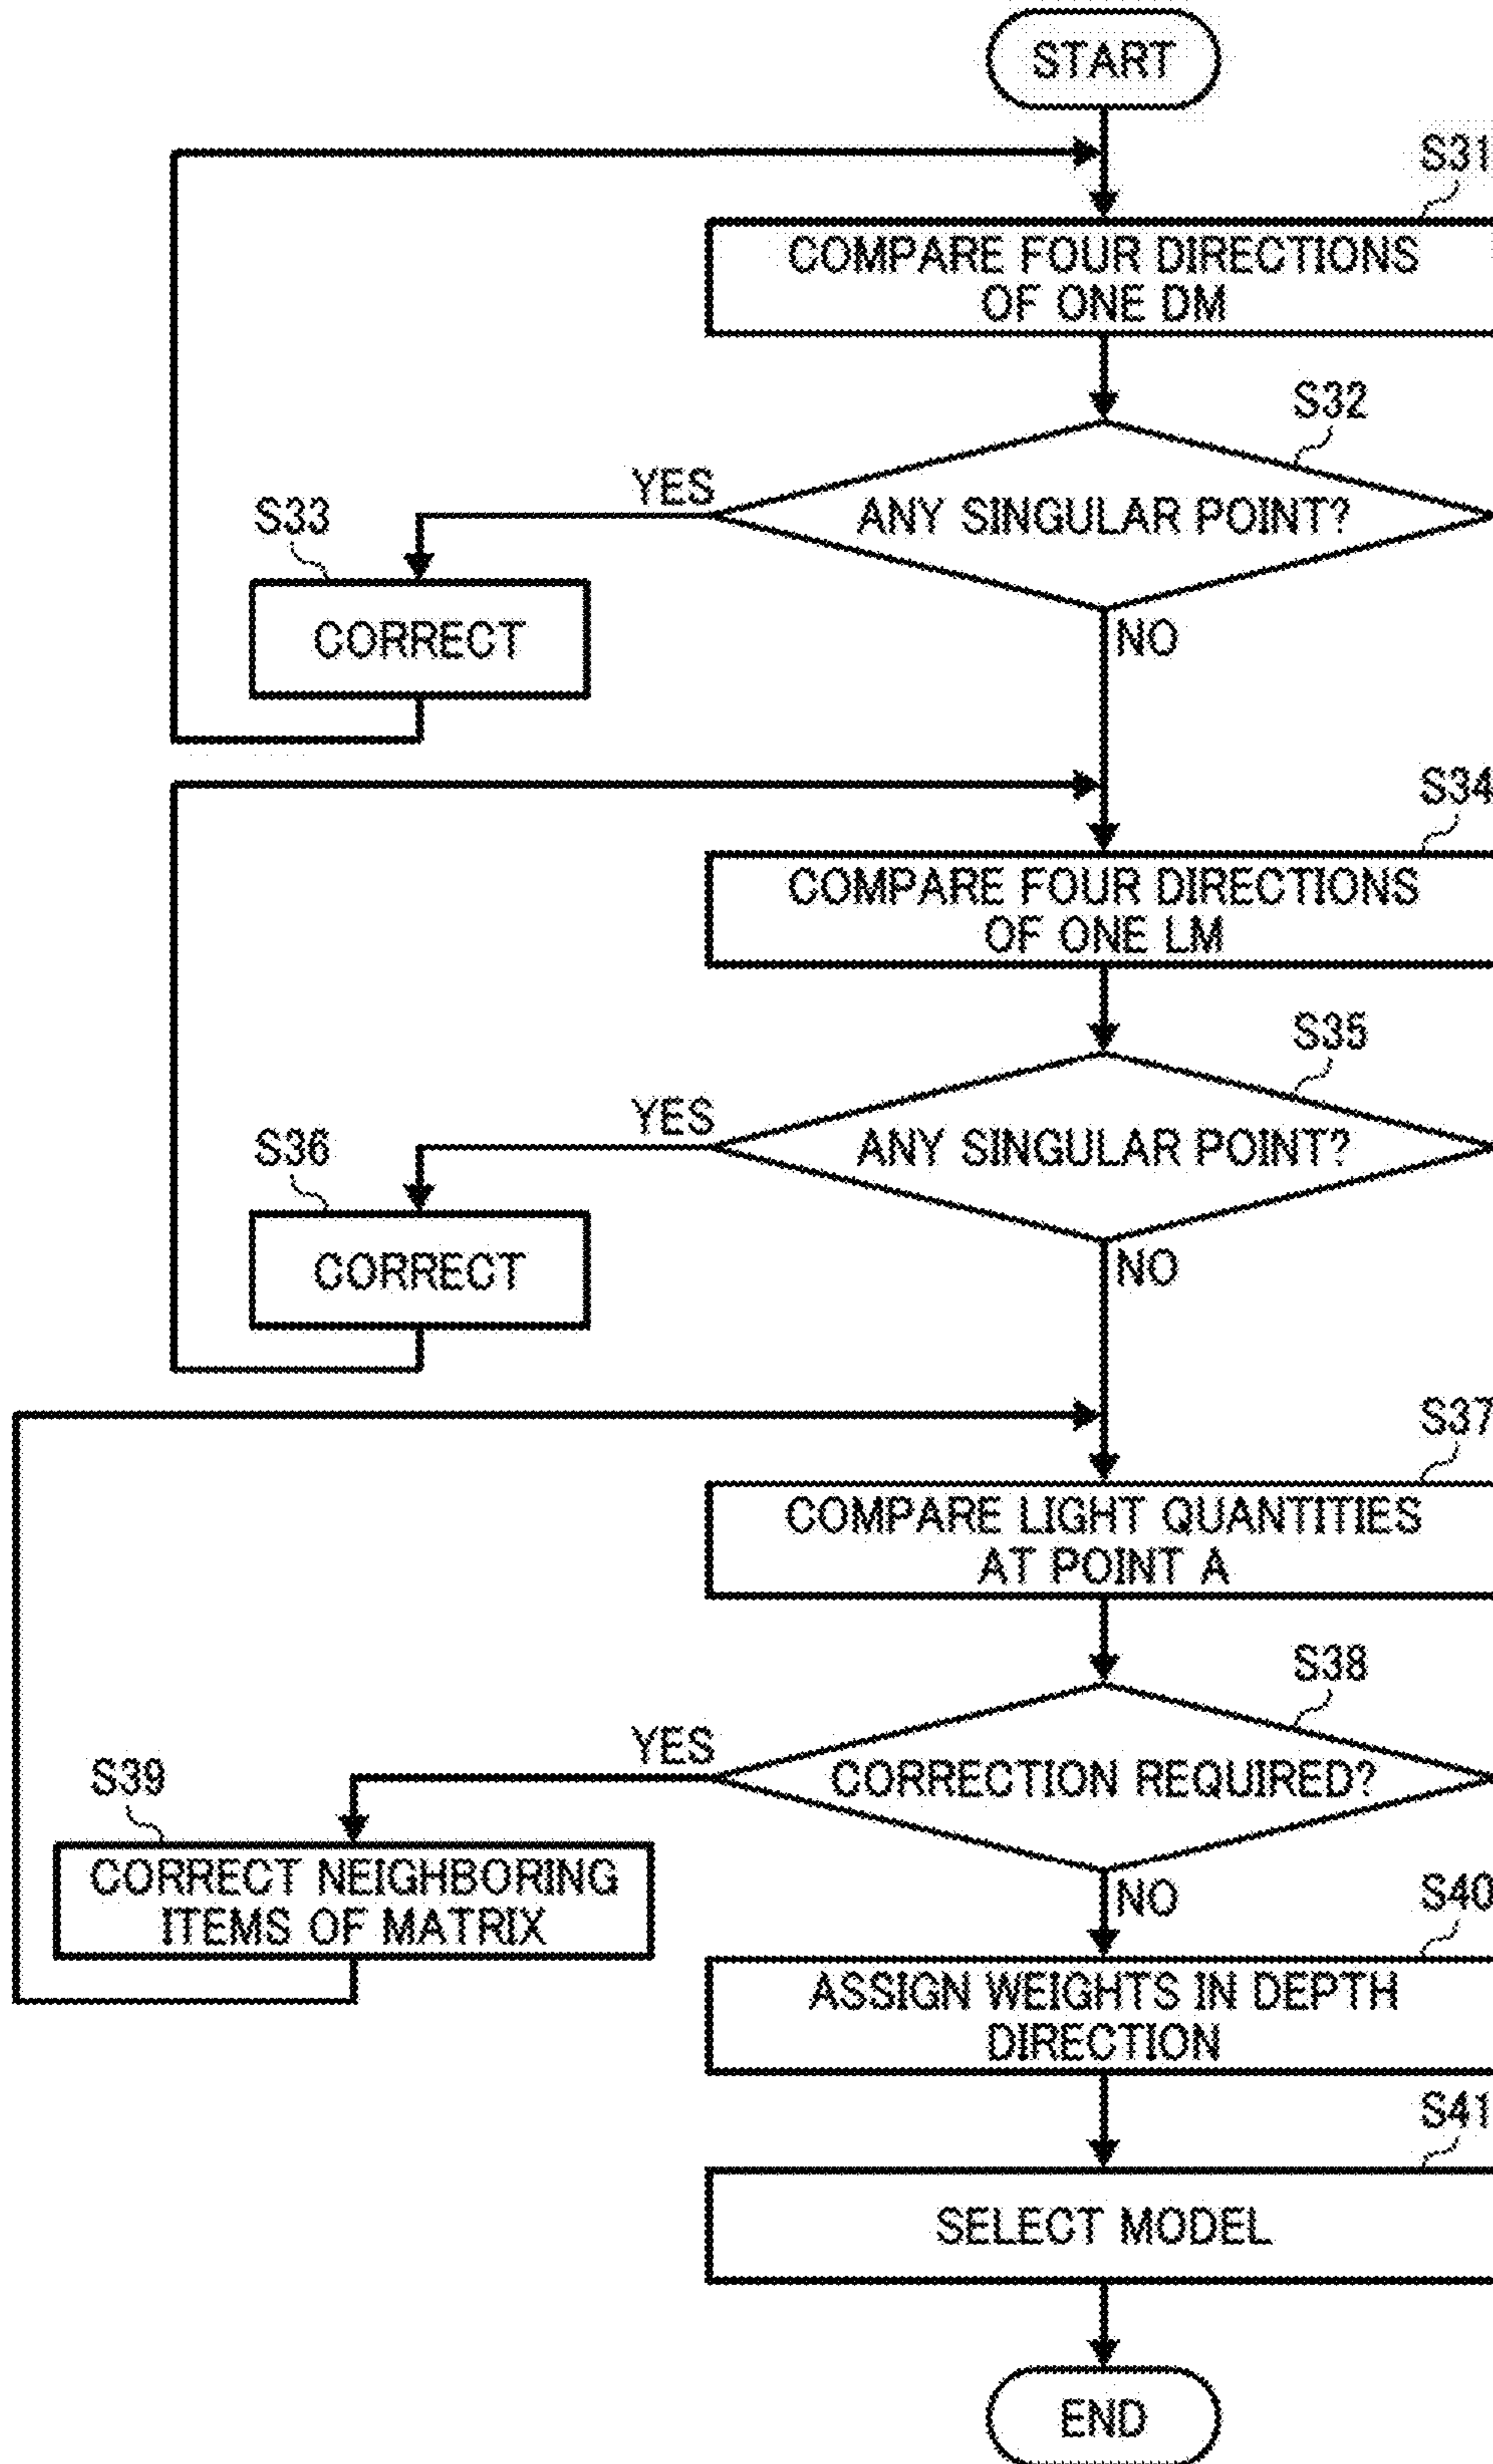 START
S31
COMPARE FOUR DIRECTIONS
OF ONE DM
S32
YES
ANY SINGULAR POINT?
S33
CORRECT
NO
S34
COMPARE FOUR DIRECTIONS
OF ONE LM
S35
YES
ANY SINGULAR POINT?
S36
CORRECT
NO
S37
COMPARE LIGHT QUANTITIES
AT POINT A
S38
YES
CORRECTION REQUIRED?
S39
CORRECT NEIGHBORING
ITEMS OF MATRIX
NO
S40
ASSIGN WEIGHTS IN DEPTH
DIRECTION
S41
SELECT MODEL
END